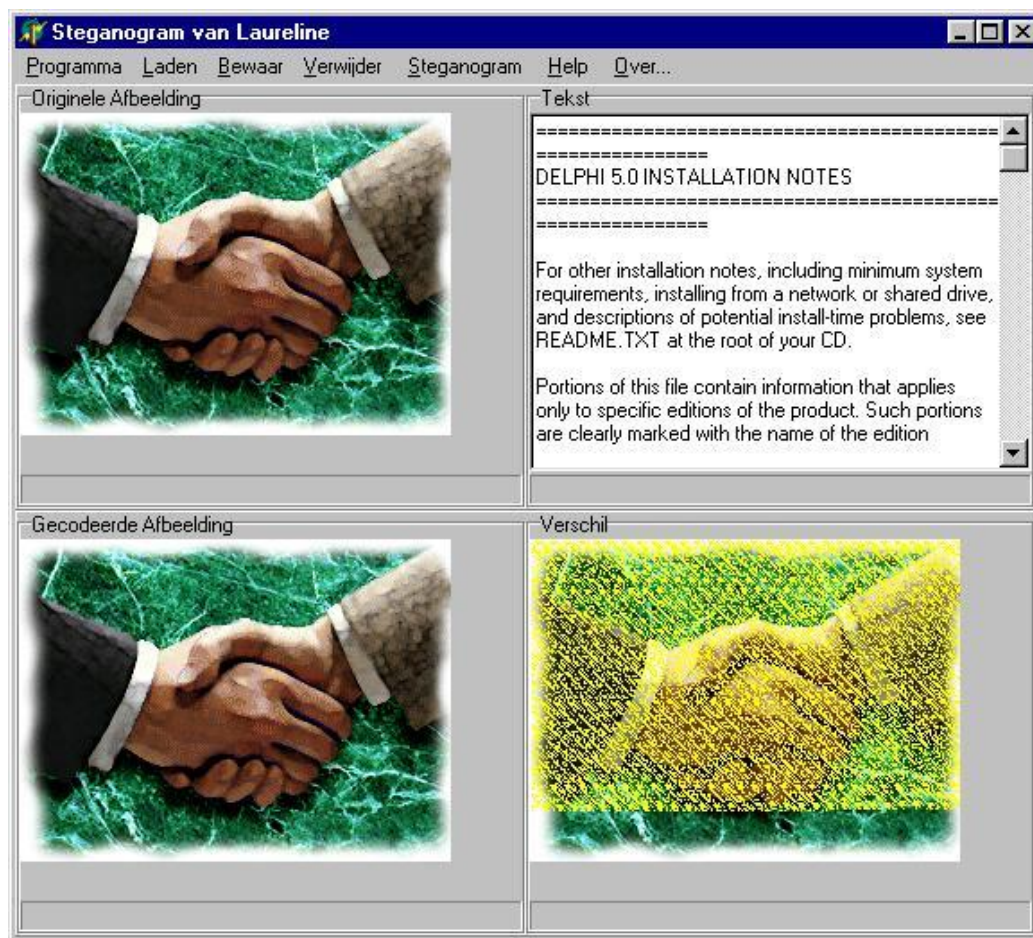 Steganogram van Laureline
Programma Laden Bewaar Verwijder Steganogram Help Over...
Originele Afbeelding
Tekst
===========================================
================
DELPHI 5.0 INSTALLATION NOTES
===========================================
================
For other installation notes, including minimum system
requirements, installing from a network or shared drive,
and descriptions of potential install-time problems, see
README.TXT at the root of your CD.
Portions of this file contain information that applies
only to specific editions of the product. Such portions
are clearly marked with the name of the edition
Gecodeerde Afbeelding
Verschil